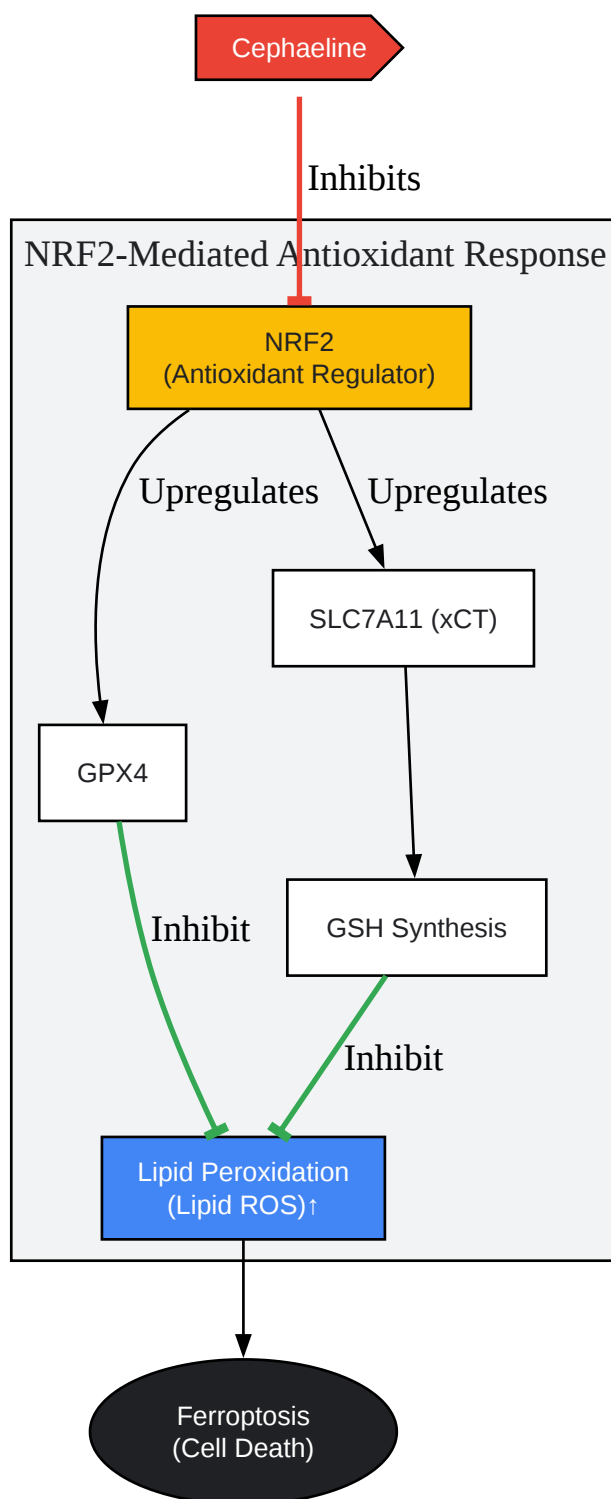 Cephaeline
Inhibits
NRF2-Mediated Antioxidant Response
NRF2
(Antioxidant Regulator)
Upregulates
Upregulates
SLC7A11 (xCT)
GPX4
GSH Synthesis
Inhibit
Inhibit
Lipid Peroxidation
(Lipid ROS)↑
Ferroptosis
(Cell Death)